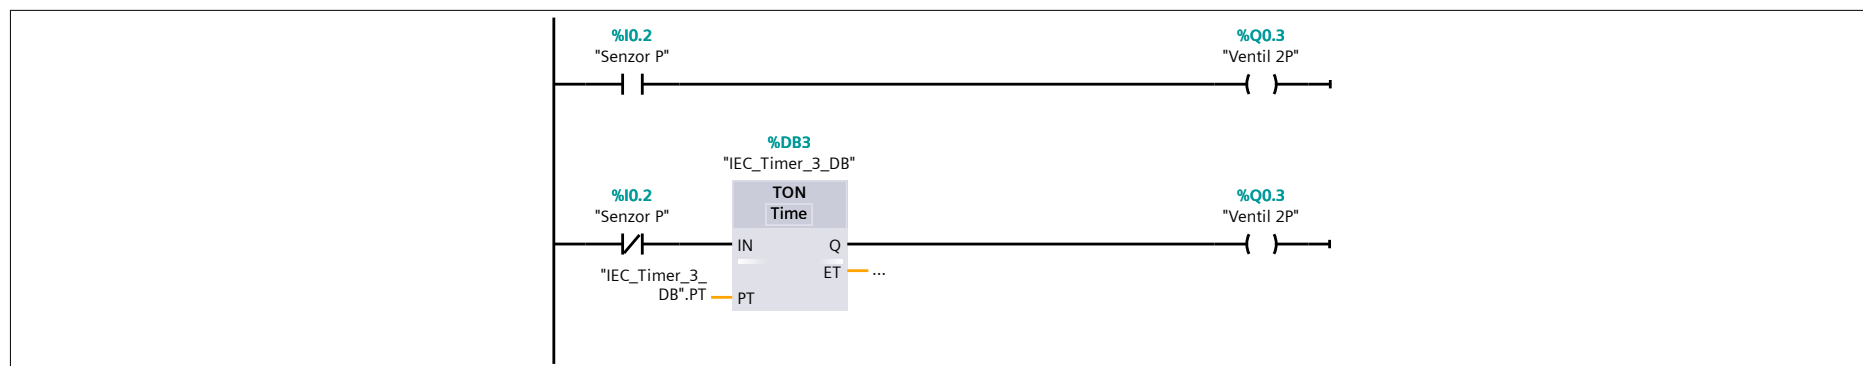 %I0.2
"Senzor P"
%Q0.3
"Ventil 2P"
%DB3
"IEC_Timer_3_DB"
%I0.2
"Senzor P"
TON
Time
%Q0.3
"Ventil 2P"
IN
Q
"IEC_Timer_3_
DB".PT
ET
...
PT